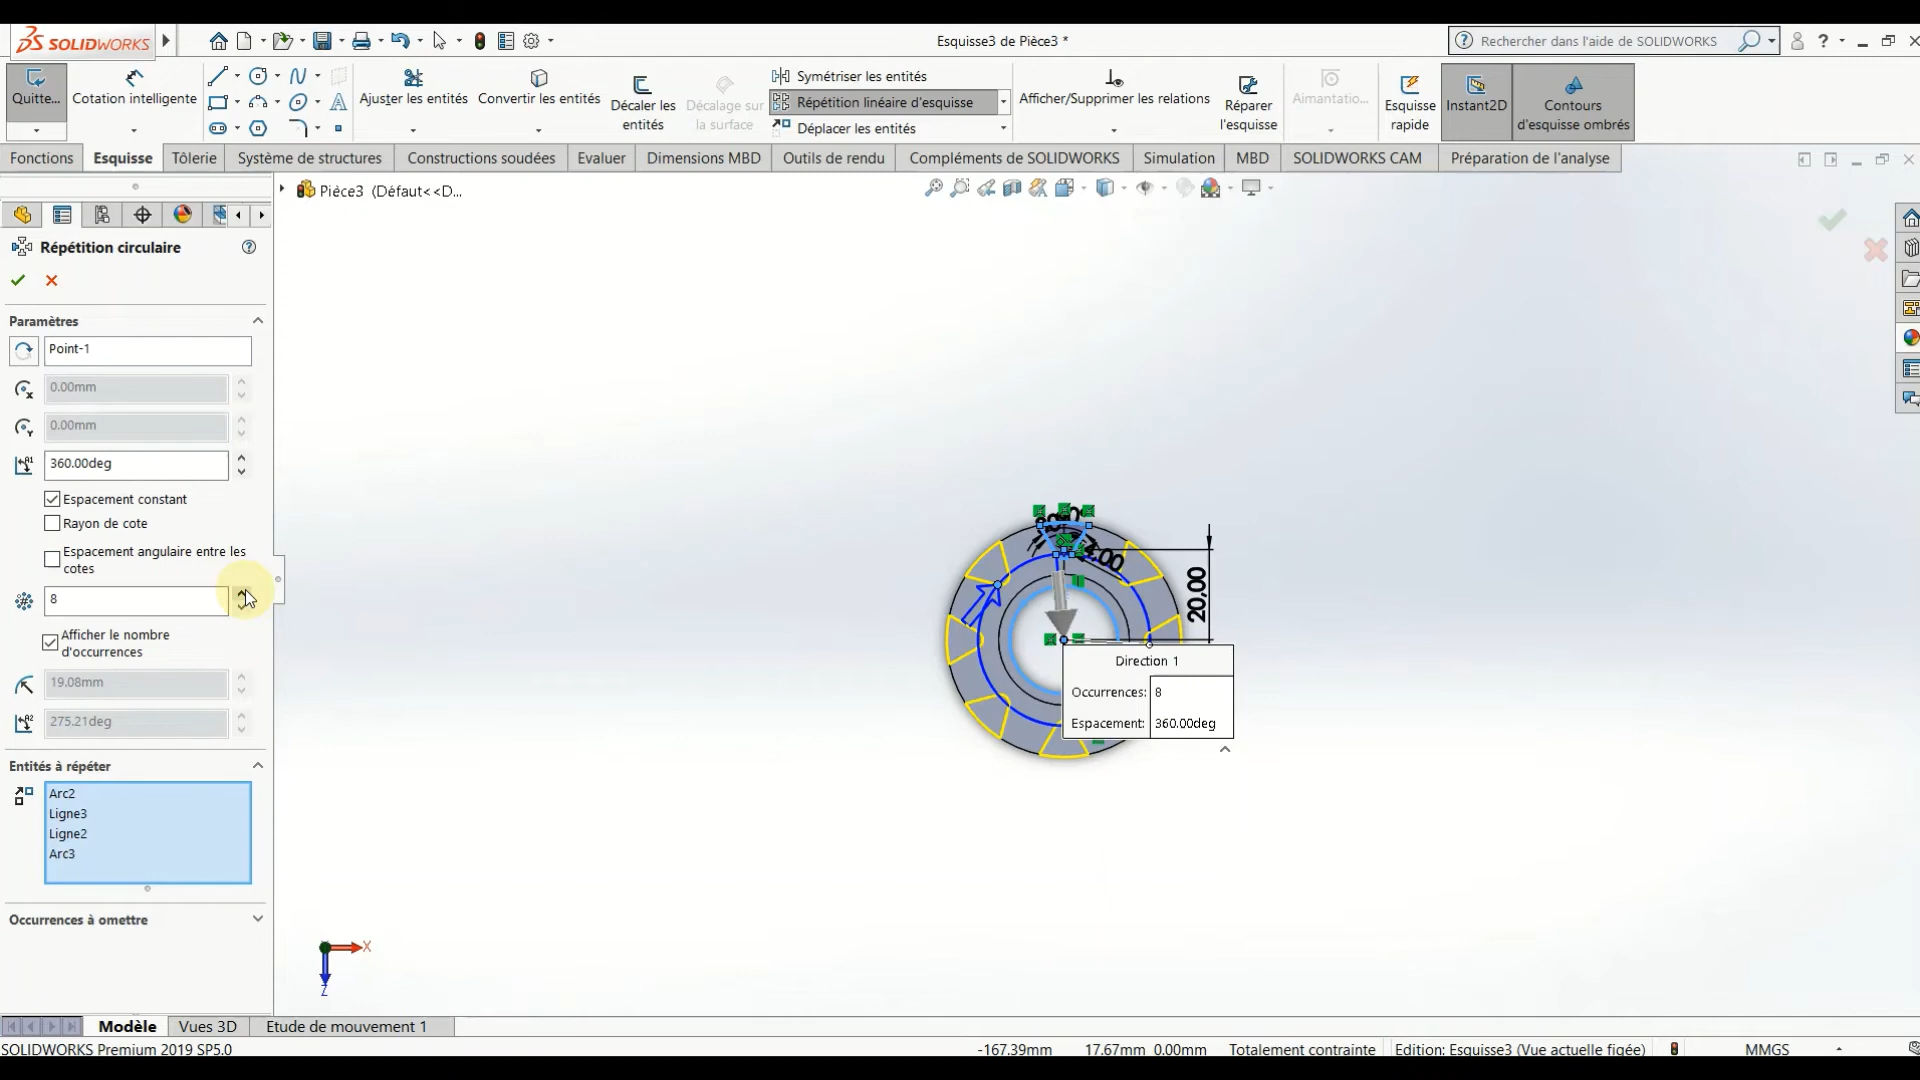 SOLIDWORKS
Esquisse3 de Pièce3 *
Rechercher dans l'aide de SOLIDWORKS
?
Quitte...
Cotation intelligente
Ajuster les entités
Convertir les entités
Décaler les
entités
Décalage sur
la surface
Symétriser les entités
Répétition linéaire d'esquisse
Déplacer les entités
Afficher/Supprimer les relations
Réparer
l'esquisse
Aimantatio...
Esquisse
rapide
Instant2D
Contours
d'esquisse ombrés
Fonctions
Esquisse
Tôlerie
Système de structures
Constructions soudées
Evaluer
Dimensions MBD
Outils de rendu
Compléments de SOLIDWORKS
Simulation
MBD
SOLIDWORKS CAM
Préparation de l'analyse
Pièce3 (Défaut<<D...
Répétition circulaire
Paramètres
Point-1
0.00mm
0.00mm
360.00deg
Espacement constant
Rayon de cote
Espacement angulaire entre les
cotes
8
Afficher le nombre
d'occurrences
19.08mm
275.21deg
Entités à répéter
Arc2
Ligne3
Ligne2
Arc3
Occurrences à omettre
20,00
Direction 1
Occurrences: 8
Espacement: 360.00deg
X
Z
Modèle
Vues 3D
Etude de mouvement 1
SOLIDWORKS Premium 2019 SP5.0
-167.39mm
17.67mm 0.00mm
Totalement contrainte
Edition: Esquisse3 (Vue actuelle figée)
MMGS